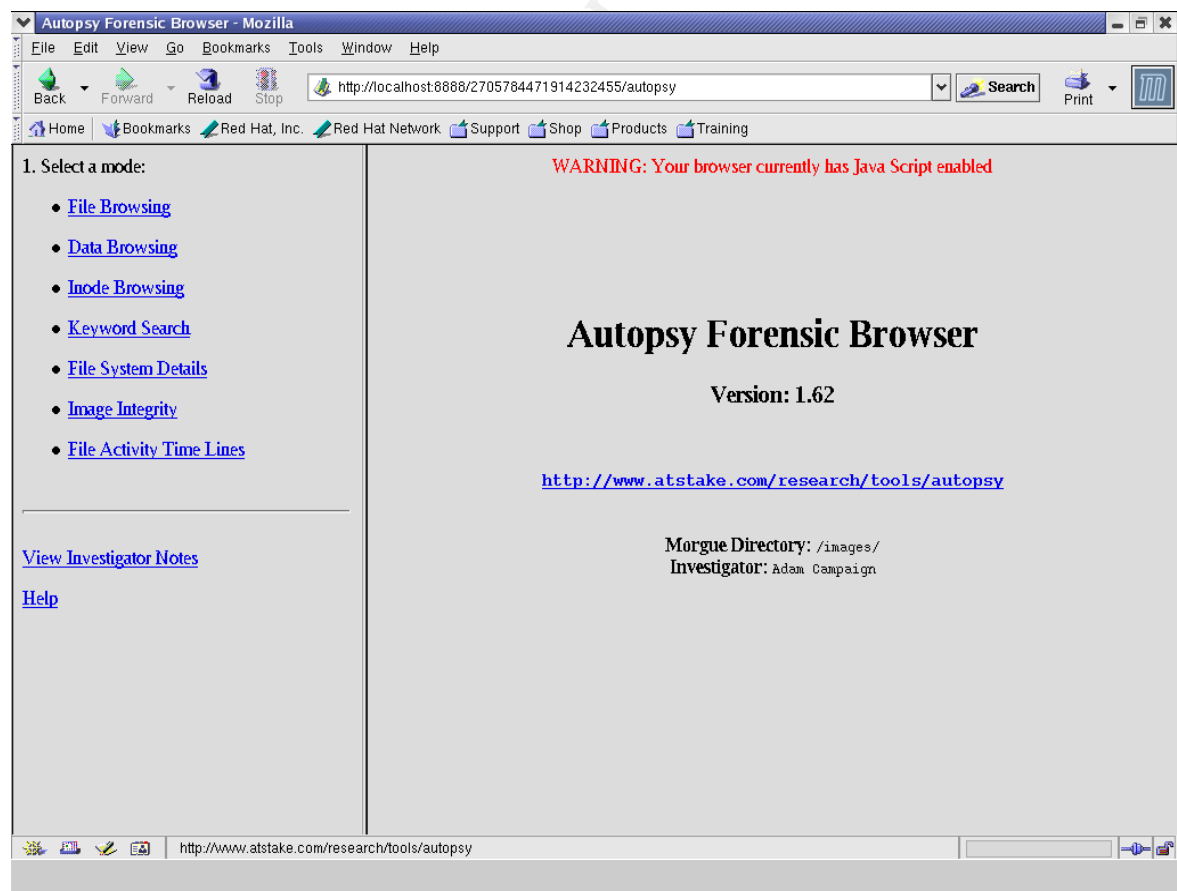 Autopsy Forensic Browser - Mozilla
File Edit View Go Bookmarks Tools Window Help
Back Forward Reload Stop http://localhost:8888/2705784471914232455/autopsy Search Print
Home Bookmarks Red Hat, Inc. Red Hat Network Support Shop Products Training
1. Select a mode:
File Browsing
Data Browsing
Inode Browsing
Keyword Search
File System Details
Image Integrity
File Activity Time Lines
View Investigator Notes
Help
WARNING: Your browser currently has Java Script enabled
Autopsy Forensic Browser
Version: 1.62
http://www.atstake.com/research/tools/autopsy
Morgue Directory: /images/
Investigator: Adam Campaign
http://www.atstake.com/research/tools/autopsy